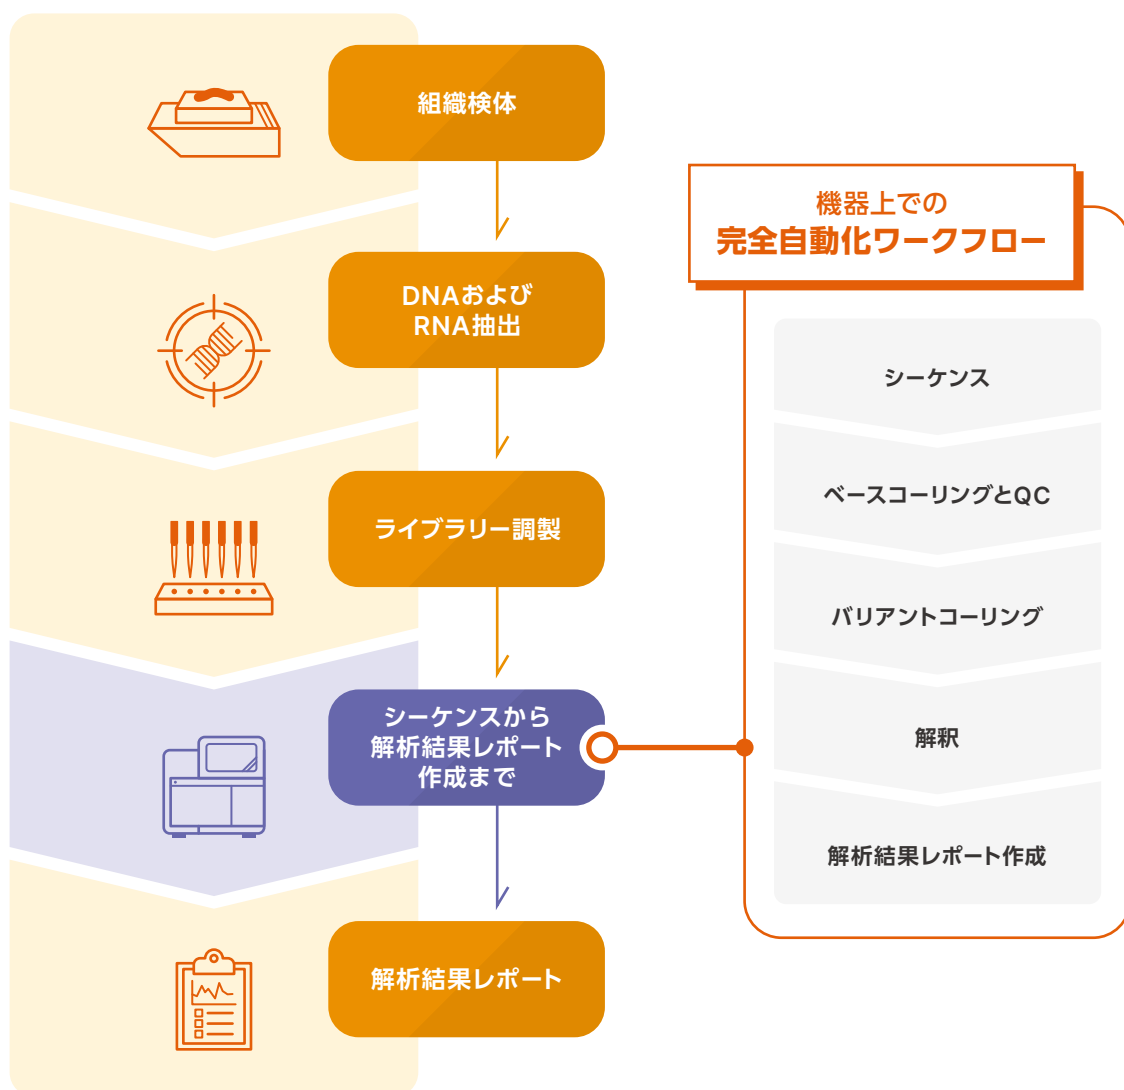 組織検体
DNAおよび
RNA抽出
ライブラリー調製
シーケンスから
解析結果レポート
作成まで
解析結果レポート
機器上での
完全自動化ワークフロー
シーケンス
ベースコーリングとQC
バリアントコーリング
解釈
解析結果レポート作成